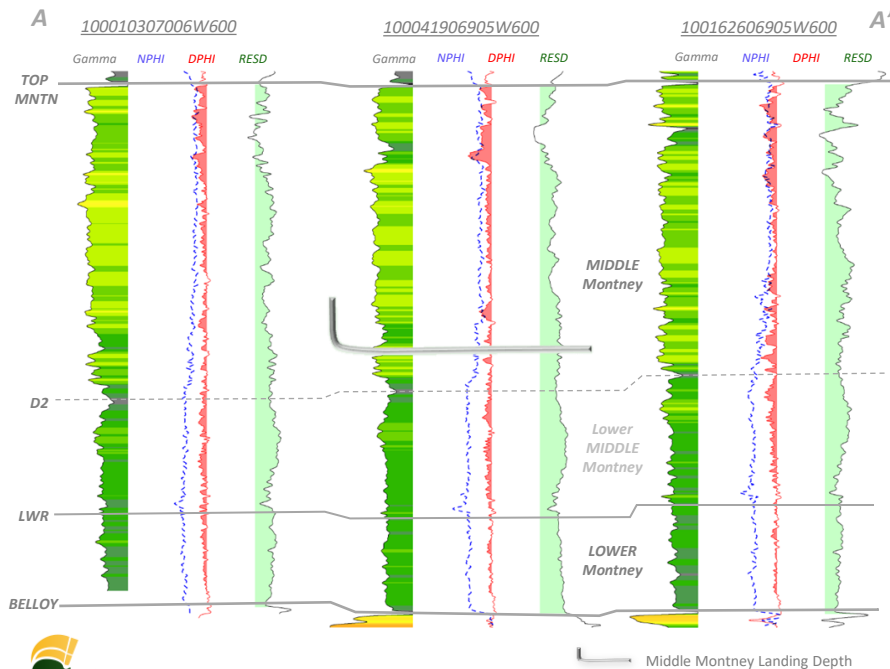 A
A'
100010307006W600
100041906905W600
100162606905W600
Gamma NPHI DPHI RESD
Gamma NPHI DPHI RESD
Gamma NPHI DPHI RESD
TOP
MNTN
MIDDLE
Montney
D2
Lower
MIDDLE
Montney
LWR
LOWER
Montney
BELLOY
Middle Montney Landing Depth